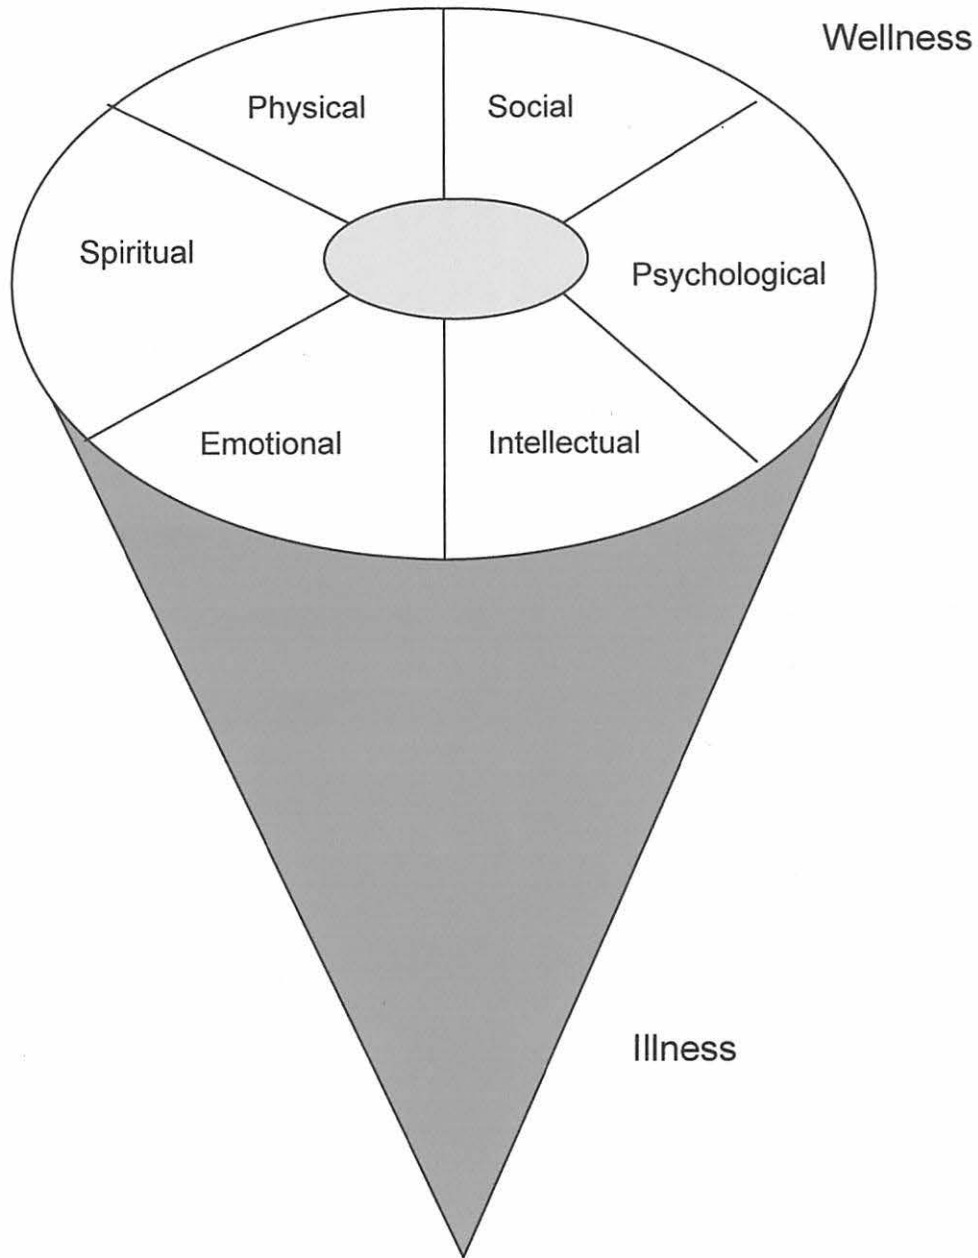 Wellness
Physical
Social
Spiritual
Psychological
Emotional
Intellectual
Illness